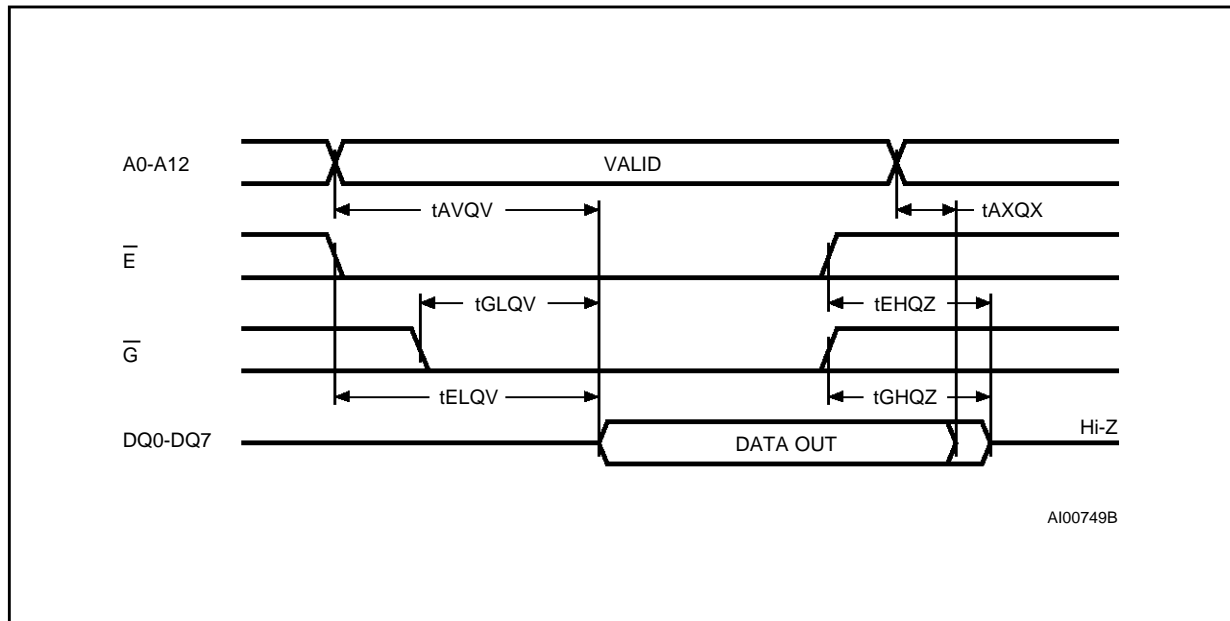 A0-A12
VALID
tAVQV
tAXQX
E̅
tGLQV
tEHQZ
G̅
tELQV
tGHQZ
DQ0-DQ7
DATA OUT
Hi-Z
AI00749B